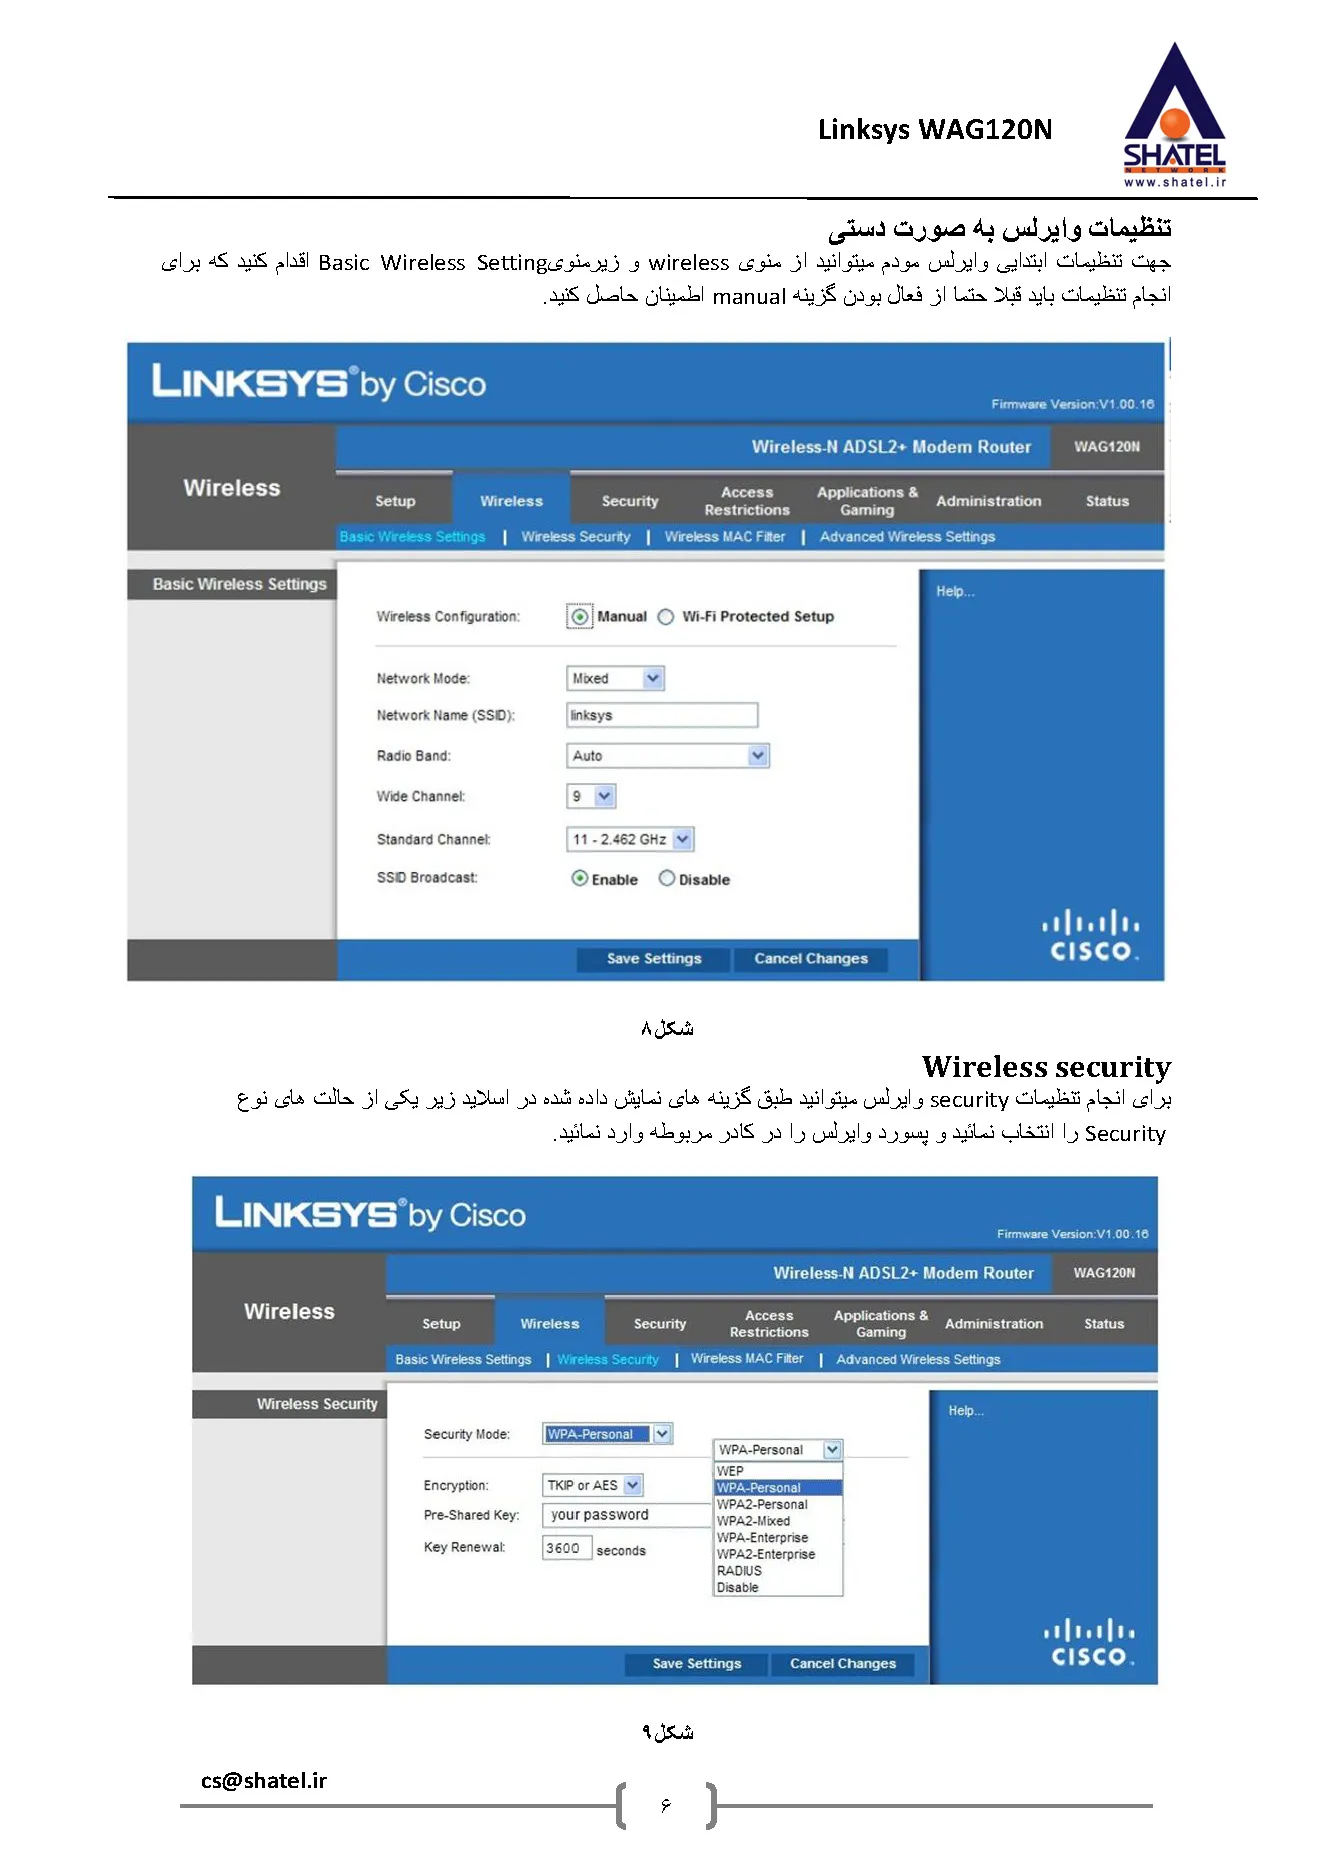 Linksys WAG120N
SHATEL
NETWORK
www.shatel.ir
تنظیمات وایرلس به صورت دستی
جهت تنظیمات ابتدایی وایرلس مودم میتوانید از منوی wireless و زیرمنویBasic Wireless Setting اقدام کنید که برای
انجام تنظیمات باید قبلا حتما از فعال بودن گزینه manual اطمینان حاصل کنید.
LINKSYS® by Cisco
Firmware Version:V1.00.16
Wireless-N ADSL2+ Modem Router WAG120N
Wireless
Setup Wireless Security Access Restrictions Applications & Gaming Administration Status
Basic Wireless Settings | Wireless Security | Wireless MAC Filter | Advanced Wireless Settings
Basic Wireless Settings
Help...
Wireless Configuration: Manual Wi-Fi Protected Setup
Network Mode: Mixed
Network Name (SSID): linksys
Radio Band: Auto
Wide Channel: 9
Standard Channel: 11 - 2.462 GHz
SSID Broadcast: Enable Disable
CISCO.
Save Settings Cancel Changes
شکل۸
Wireless security
برای انجام تنظیمات security وایرلس میتوانید طبق گزینه های نمایش داده شده در اسلاید زیر یکی از حالت های نوع
Security را انتخاب نمائید و پسورد وایرلس را در کادر مربوطه وارد نمائید.
LINKSYS® by Cisco
Firmware Version:V1.00.16
Wireless-N ADSL2+ Modem Router WAG120N
Wireless
Setup Wireless Security Access Restrictions Applications & Gaming Administration Status
Basic Wireless Settings | Wireless Security | Wireless MAC Filter | Advanced Wireless Settings
Wireless Security
Help...
Security Mode: WPA-Personal
WPA-Personal
WEP
WPA-Personal
WPA2-Personal
WPA2-Mixed
WPA-Enterprise
WPA2-Enterprise
RADIUS
Disable
Encryption: TKIP or AES
Pre-Shared Key: your password
Key Renewal: 3600 seconds
CISCO.
Save Settings Cancel Changes
شکل۹
cs@shatel.ir
۶